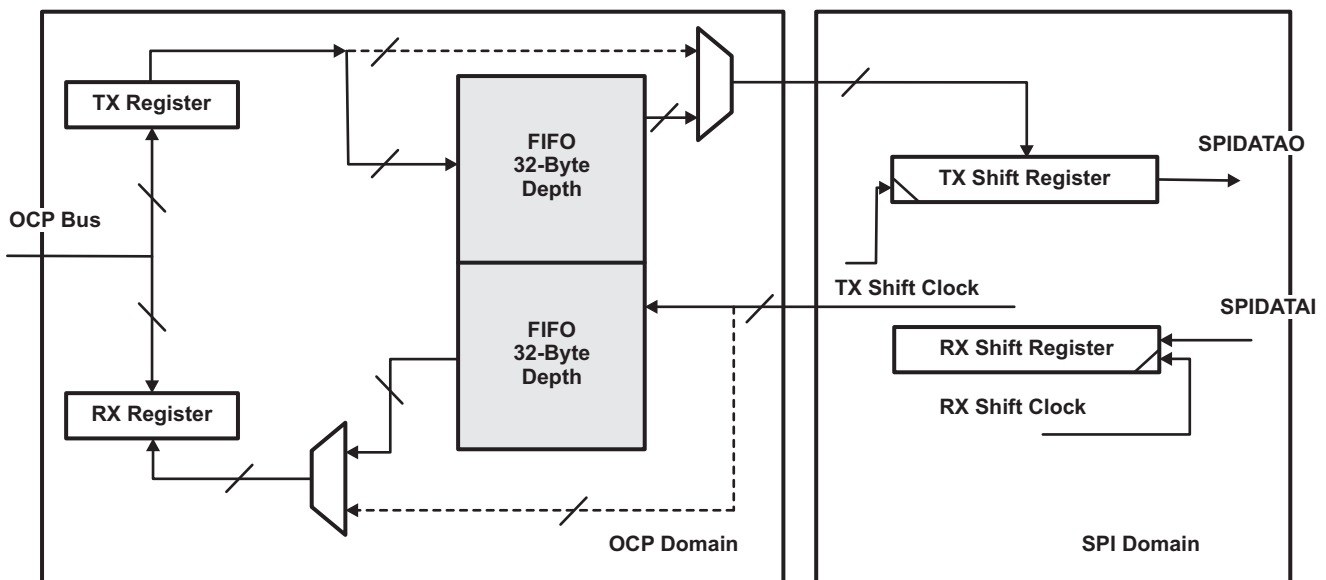 TX Register
FIFO
32-Byte
Depth
SPIDATAO
TX Shift Register
OCP Bus
TX Shift Clock
SPIDATAI
FIFO
32-Byte
Depth
RX Shift Register
RX Register
RX Shift Clock
OCP Domain
SPI Domain